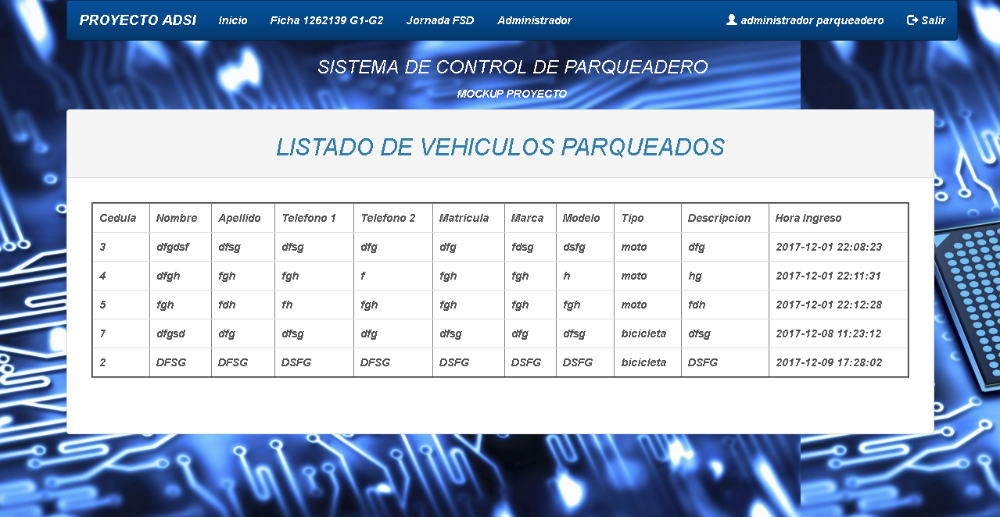 PROYECTO ADSI Inicio Ficha 1262139 G1-G2 Jornada FSD Administrador administrador parqueadero Salir
SISTEMA DE CONTROL DE PARQUEADERO
MOCKUP PROYECTO
LISTADO DE VEHICULOS PARQUEADOS
Cedula Nombre Apellido Telefono 1 Telefono 2 Matricula Marca Modelo Tipo Descripcion Hora Ingreso
3 dfgdsf dfsg dfsg dfg dfg fdsg dsfg moto dfg 2017-12-01 22:08:23
4 dfgh fgh fgh f fgh fgh h moto hg 2017-12-01 22:11:31
5 fgh fdh fh fgh fgh fgh fgh moto fdh 2017-12-01 22:12:28
7 dfgsd dfg dfsg dfg dfsg dfg dfsg bicicleta dfsg 2017-12-08 11:23:12
2 DFSG DFSG DSFG DFSG DSFG DSFG DSFG bicicleta DSFG 2017-12-09 17:28:02